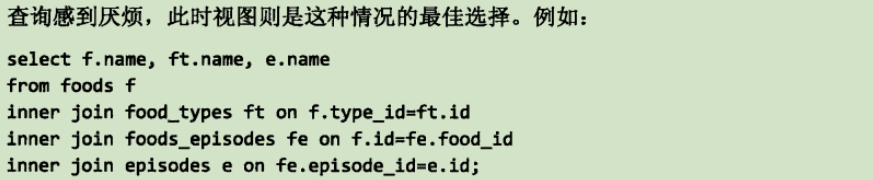 查询感到厌烦，此时视图则是这种情况的最佳选择。例如：
select f.name, ft.name, e.name
from foods f
inner join food_types ft on f.type_id=ft.id
inner join foods_episodes fe on f.id=fe.food_id
inner join episodes e on fe.episode_id=e.id;